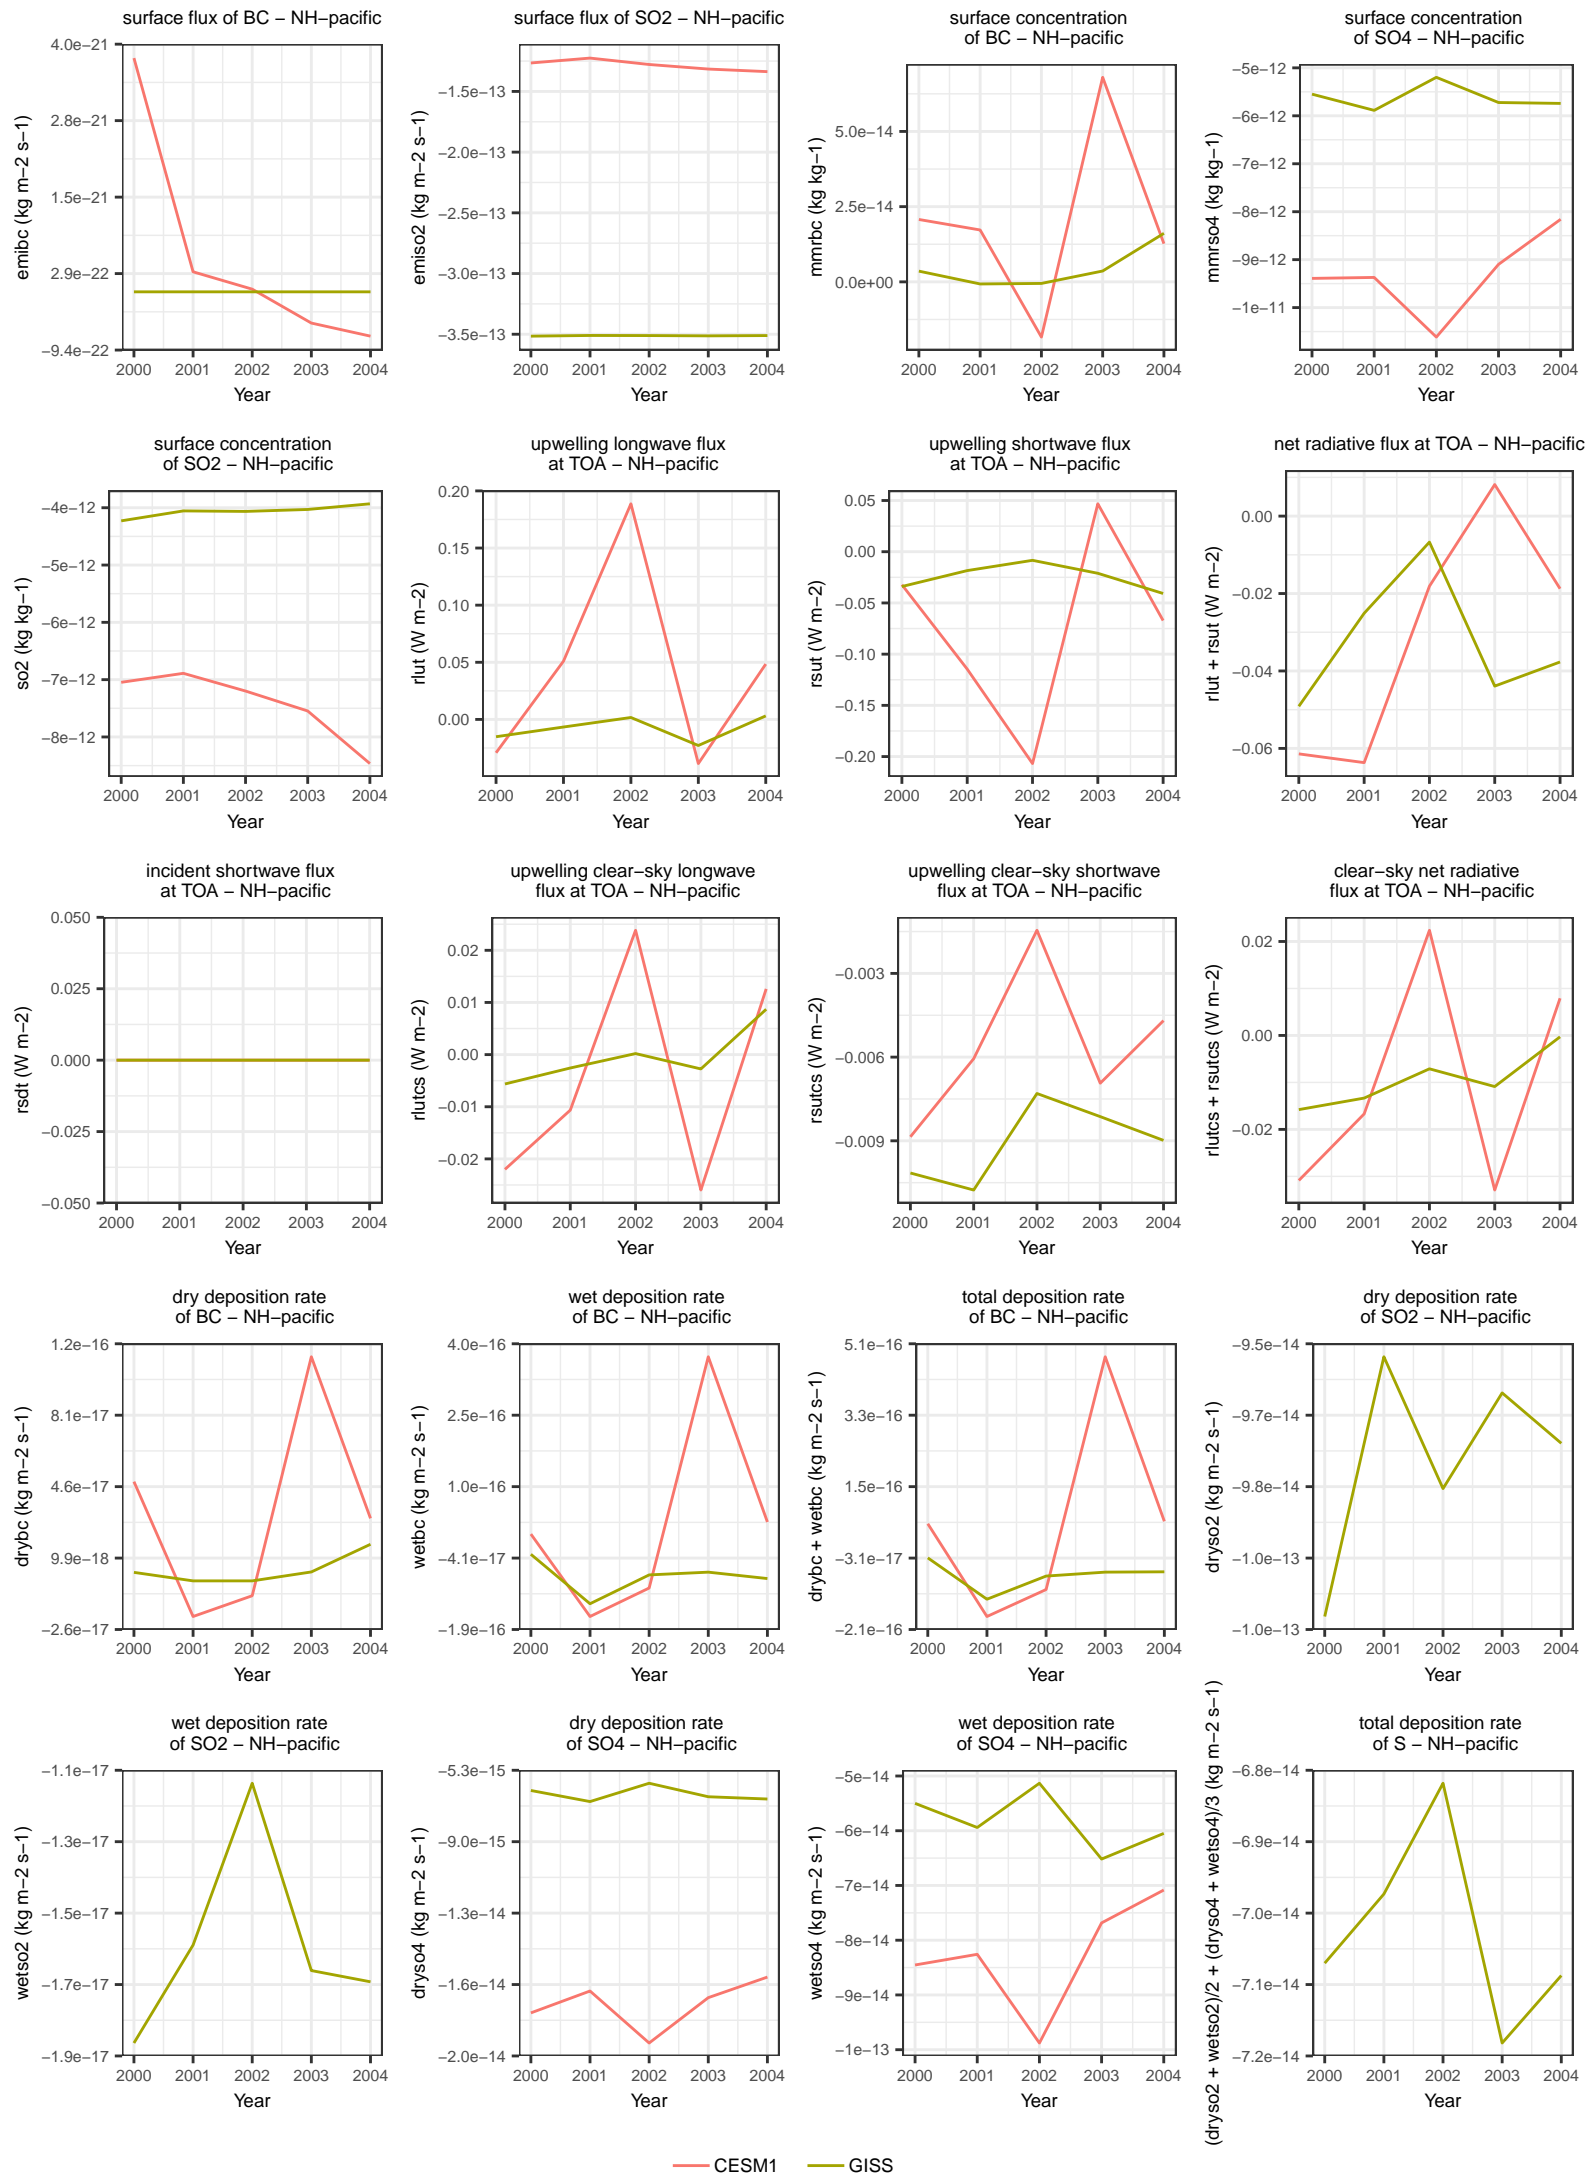 surface flux of BC − NH−pacific
emibc (kg m−2 s−1)
4.0e−21
2.8e−21
1.5e−21
2.9e−22
−9.4e−22
2000 2001 2002 2003 2004
Year
surface flux of SO2 − NH−pacific
emiso2 (kg m−2 s−1)
−1.5e−13
−2.0e−13
−2.5e−13
−3.0e−13
−3.5e−13
2000 2001 2002 2003 2004
Year
surface concentration
of BC − NH−pacific
mmrbc (kg kg−1)
5.0e−14
2.5e−14
0.0e+00
2000 2001 2002 2003 2004
Year
surface concentration
of SO4 − NH−pacific
mmrso4 (kg kg−1)
−5e−12
−6e−12
−7e−12
−8e−12
−9e−12
−1e−11
2000 2001 2002 2003 2004
Year
surface concentration
of SO2 − NH−pacific
so2 (kg kg−1)
−4e−12
−5e−12
−6e−12
−7e−12
−8e−12
2000 2001 2002 2003 2004
Year
upwelling longwave flux
at TOA − NH−pacific
rlut (W m−2)
0.20
0.15
0.10
0.05
0.00
2000 2001 2002 2003 2004
Year
upwelling shortwave flux
at TOA − NH−pacific
rsut (W m−2)
0.05
0.00
−0.05
−0.10
−0.15
−0.20
2000 2001 2002 2003 2004
Year
net radiative flux at TOA − NH−pacific
rlut + rsut (W m−2)
0.00
−0.02
−0.04
−0.06
2000 2001 2002 2003 2004
Year
incident shortwave flux
at TOA − NH−pacific
rsdt (W m−2)
0.050
0.025
0.000
−0.025
−0.050
2000 2001 2002 2003 2004
Year
upwelling clear−sky longwave
flux at TOA − NH−pacific
rlutcs (W m−2)
0.02
0.01
0.00
−0.01
−0.02
2000 2001 2002 2003 2004
Year
upwelling clear−sky shortwave
flux at TOA − NH−pacific
rsutcs (W m−2)
−0.003
−0.006
−0.009
2000 2001 2002 2003 2004
Year
clear−sky net radiative
flux at TOA − NH−pacific
rlutcs + rsutcs (W m−2)
0.02
0.00
−0.02
2000 2001 2002 2003 2004
Year
dry deposition rate
of BC − NH−pacific
drybc (kg m−2 s−1)
1.2e−16
8.1e−17
4.6e−17
9.9e−18
−2.6e−17
2000 2001 2002 2003 2004
Year
wet deposition rate
of BC − NH−pacific
wetbc (kg m−2 s−1)
4.0e−16
2.5e−16
1.0e−16
−4.1e−17
−1.9e−16
2000 2001 2002 2003 2004
Year
total deposition rate
of BC − NH−pacific
drybc + wetbc (kg m−2 s−1)
5.1e−16
3.3e−16
1.5e−16
−3.1e−17
−2.1e−16
2000 2001 2002 2003 2004
Year
dry deposition rate
of SO2 − NH−pacific
dryso2 (kg m−2 s−1)
−9.5e−14
−9.7e−14
−9.8e−14
−1.0e−13
−1.0e−13
2000 2001 2002 2003 2004
Year
wet deposition rate
of SO2 − NH−pacific
wetso2 (kg m−2 s−1)
−1.1e−17
−1.3e−17
−1.5e−17
−1.7e−17
−1.9e−17
2000 2001 2002 2003 2004
Year
dry deposition rate
of SO4 − NH−pacific
dryso4 (kg m−2 s−1)
−5.3e−15
−9.0e−15
−1.3e−14
−1.6e−14
−2.0e−14
2000 2001 2002 2003 2004
Year
wet deposition rate
of SO4 − NH−pacific
wetso4 (kg m−2 s−1)
−5e−14
−6e−14
−7e−14
−8e−14
−9e−14
−1e−13
2000 2001 2002 2003 2004
Year
total deposition rate
of S − NH−pacific
(dryso2 + wetso2)/2 + (dryso4 + wetso4)/3 (kg m−2 s−1)
−6.8e−14
−6.9e−14
−7.0e−14
−7.1e−14
−7.2e−14
2000 2001 2002 2003 2004
Year
CESM1 GISS